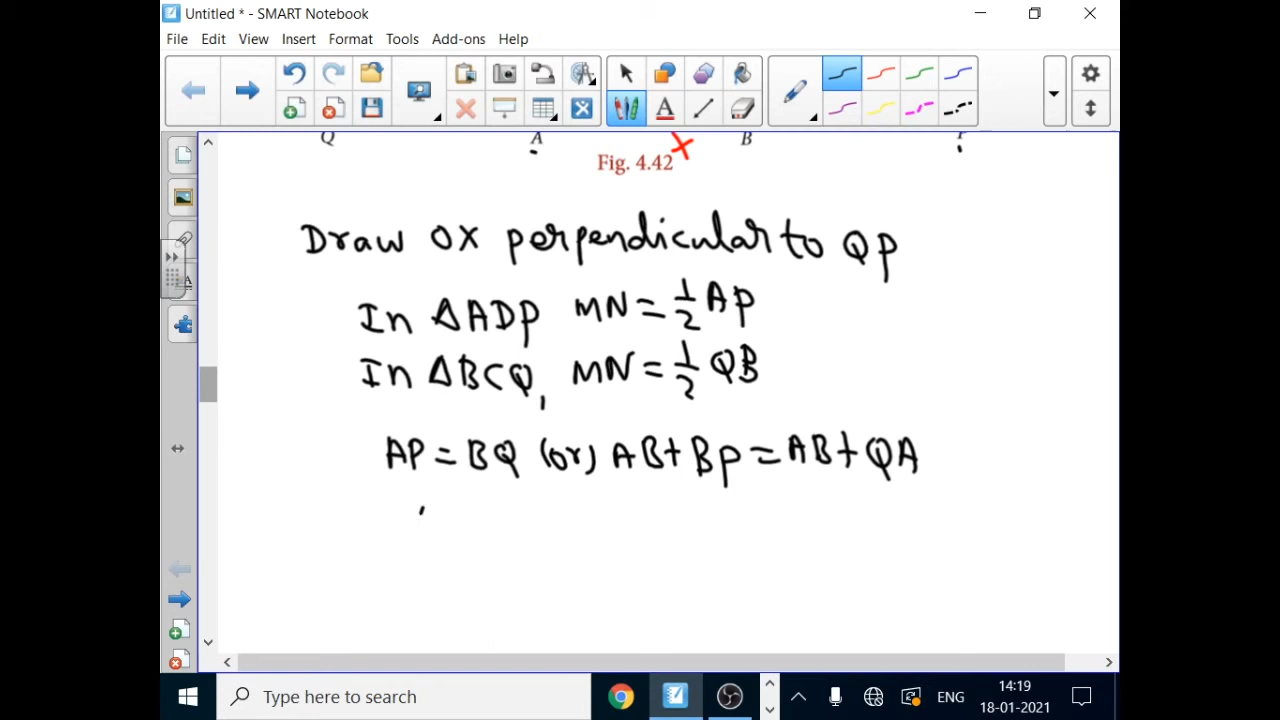 Untitled * - SMART Notebook
File Edit View Insert Format Tools Add-ons Help
Q A B
Fig. 4.42
Draw OX perpendicular to QP
In ΔADP MN = 1/2 AP
In ΔBCQ, MN = 1/2 QB
AP = BQ (or) AB + BP = AB + QA
Type here to search
ENG
14:19
18-01-2021